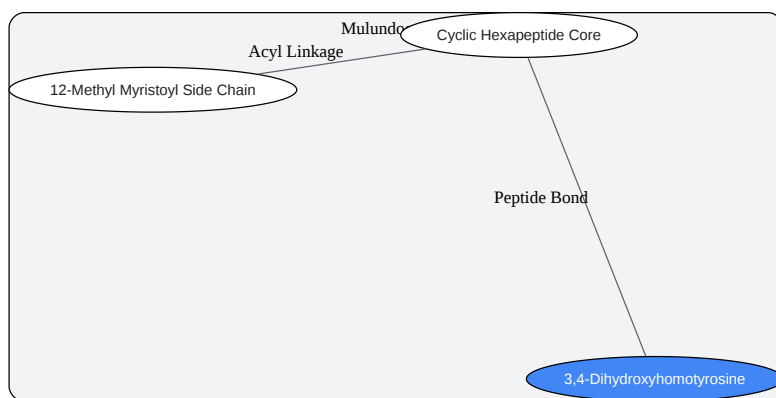 Cyclic Hexapeptide Core
Acyl Linkage
12-Methyl Myristoyl Side Chain
Peptide Bond
3,4-Dihydroxyhomotyrosine